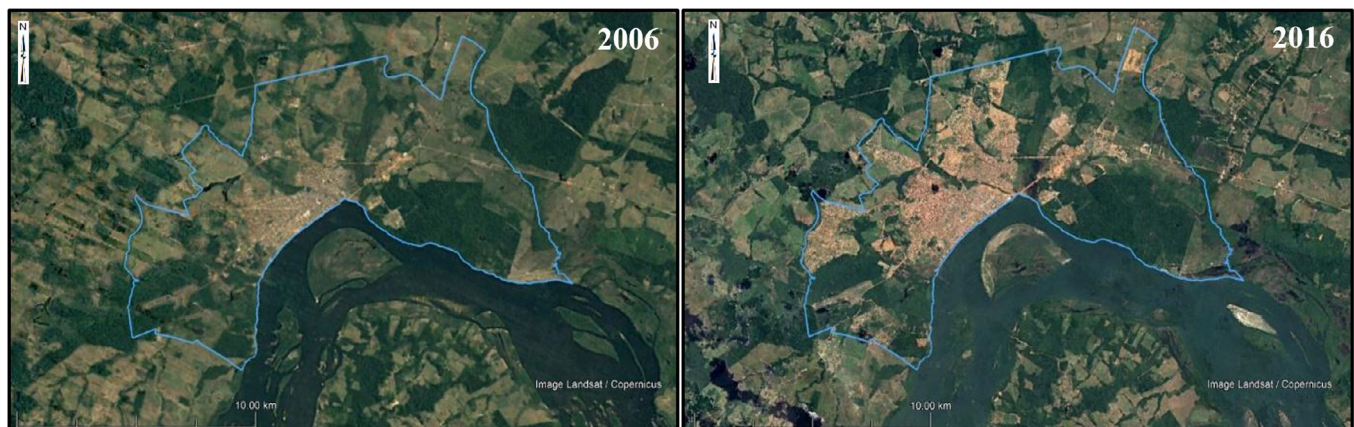 N
2006
Image Landsat / Copernicus
10.00 km
N
2016
Image Landsat / Copernicus
10.00 km